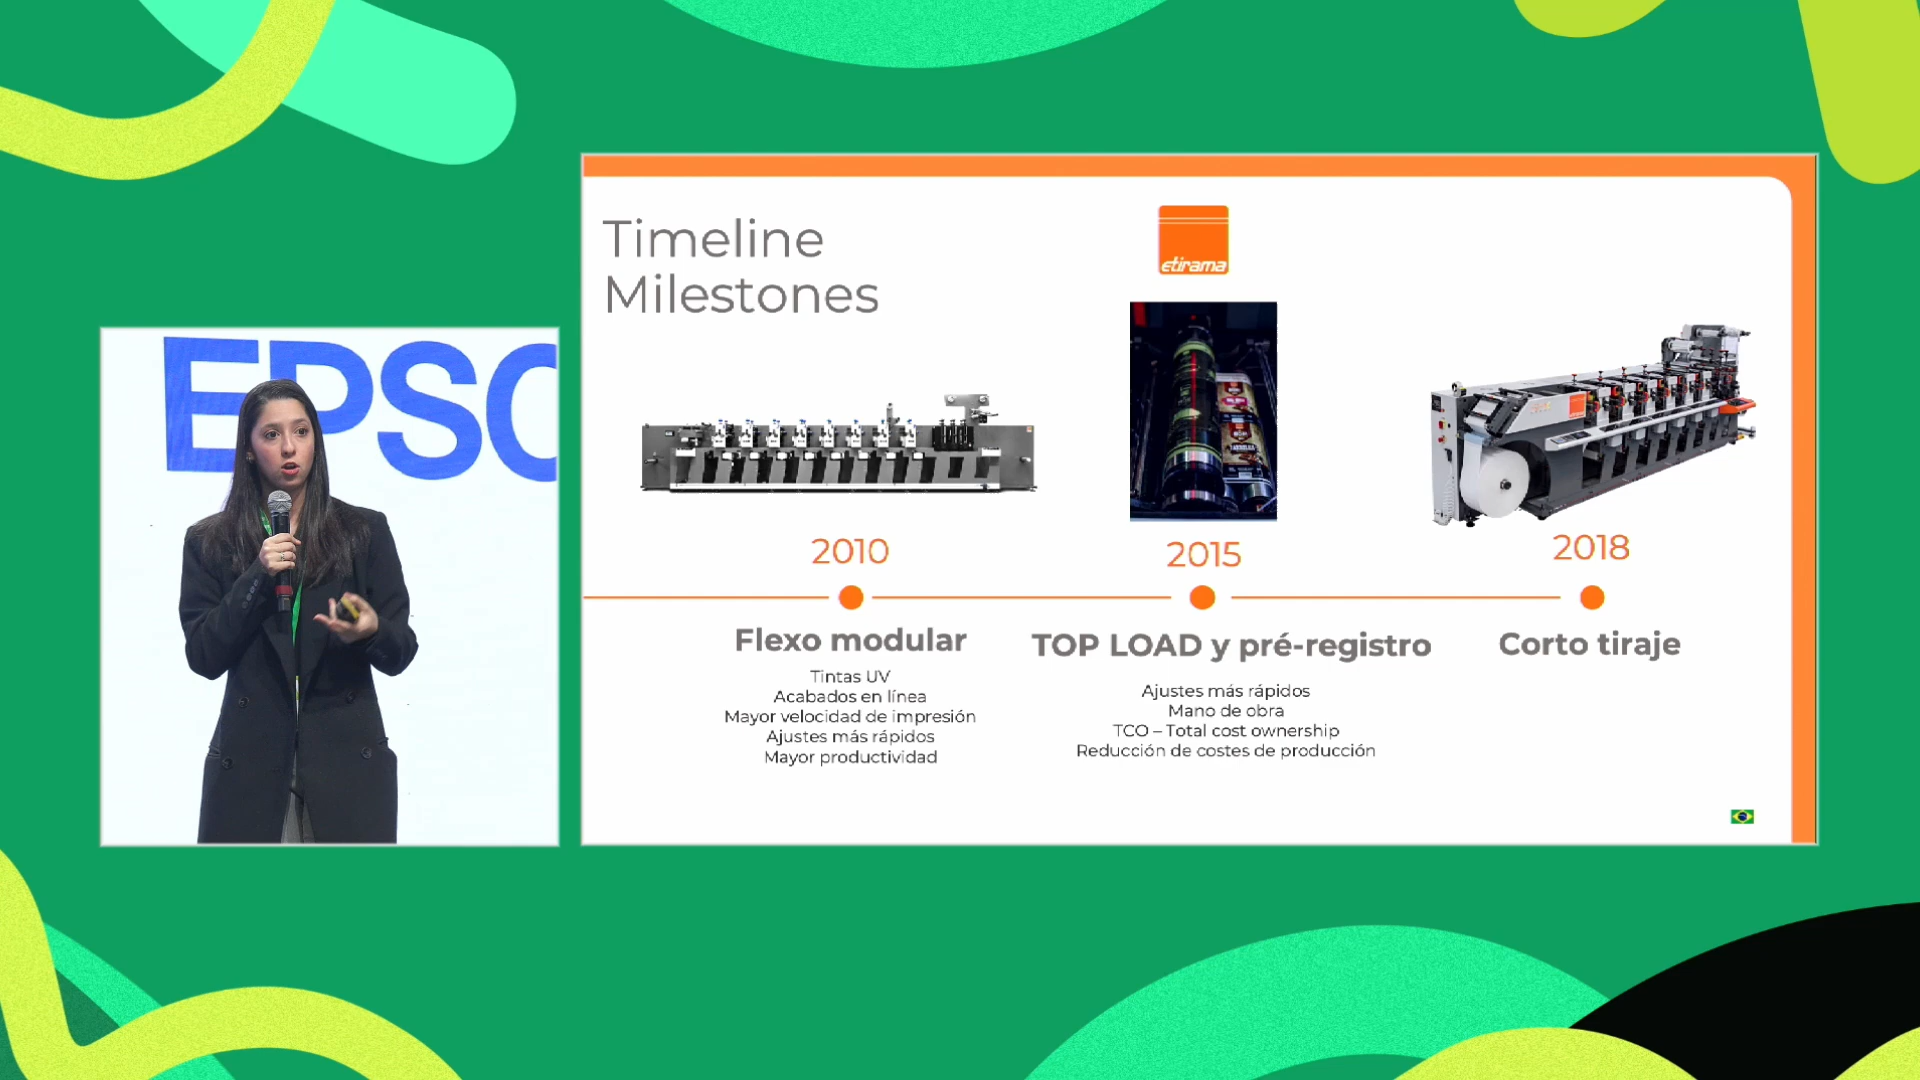 EPSO
Timeline
Milestones
etirama
2010
2015
2018
Flexo modular
Tintas UV
Acabados en línea
Mayor velocidad de impresión
Ajustes más rápidos
Mayor productividad
TOP LOAD y pré-registro
Ajustes más rápidos
Mano de obra
TCO – Total cost ownership
Reducción de costes de producción
Corto tiraje